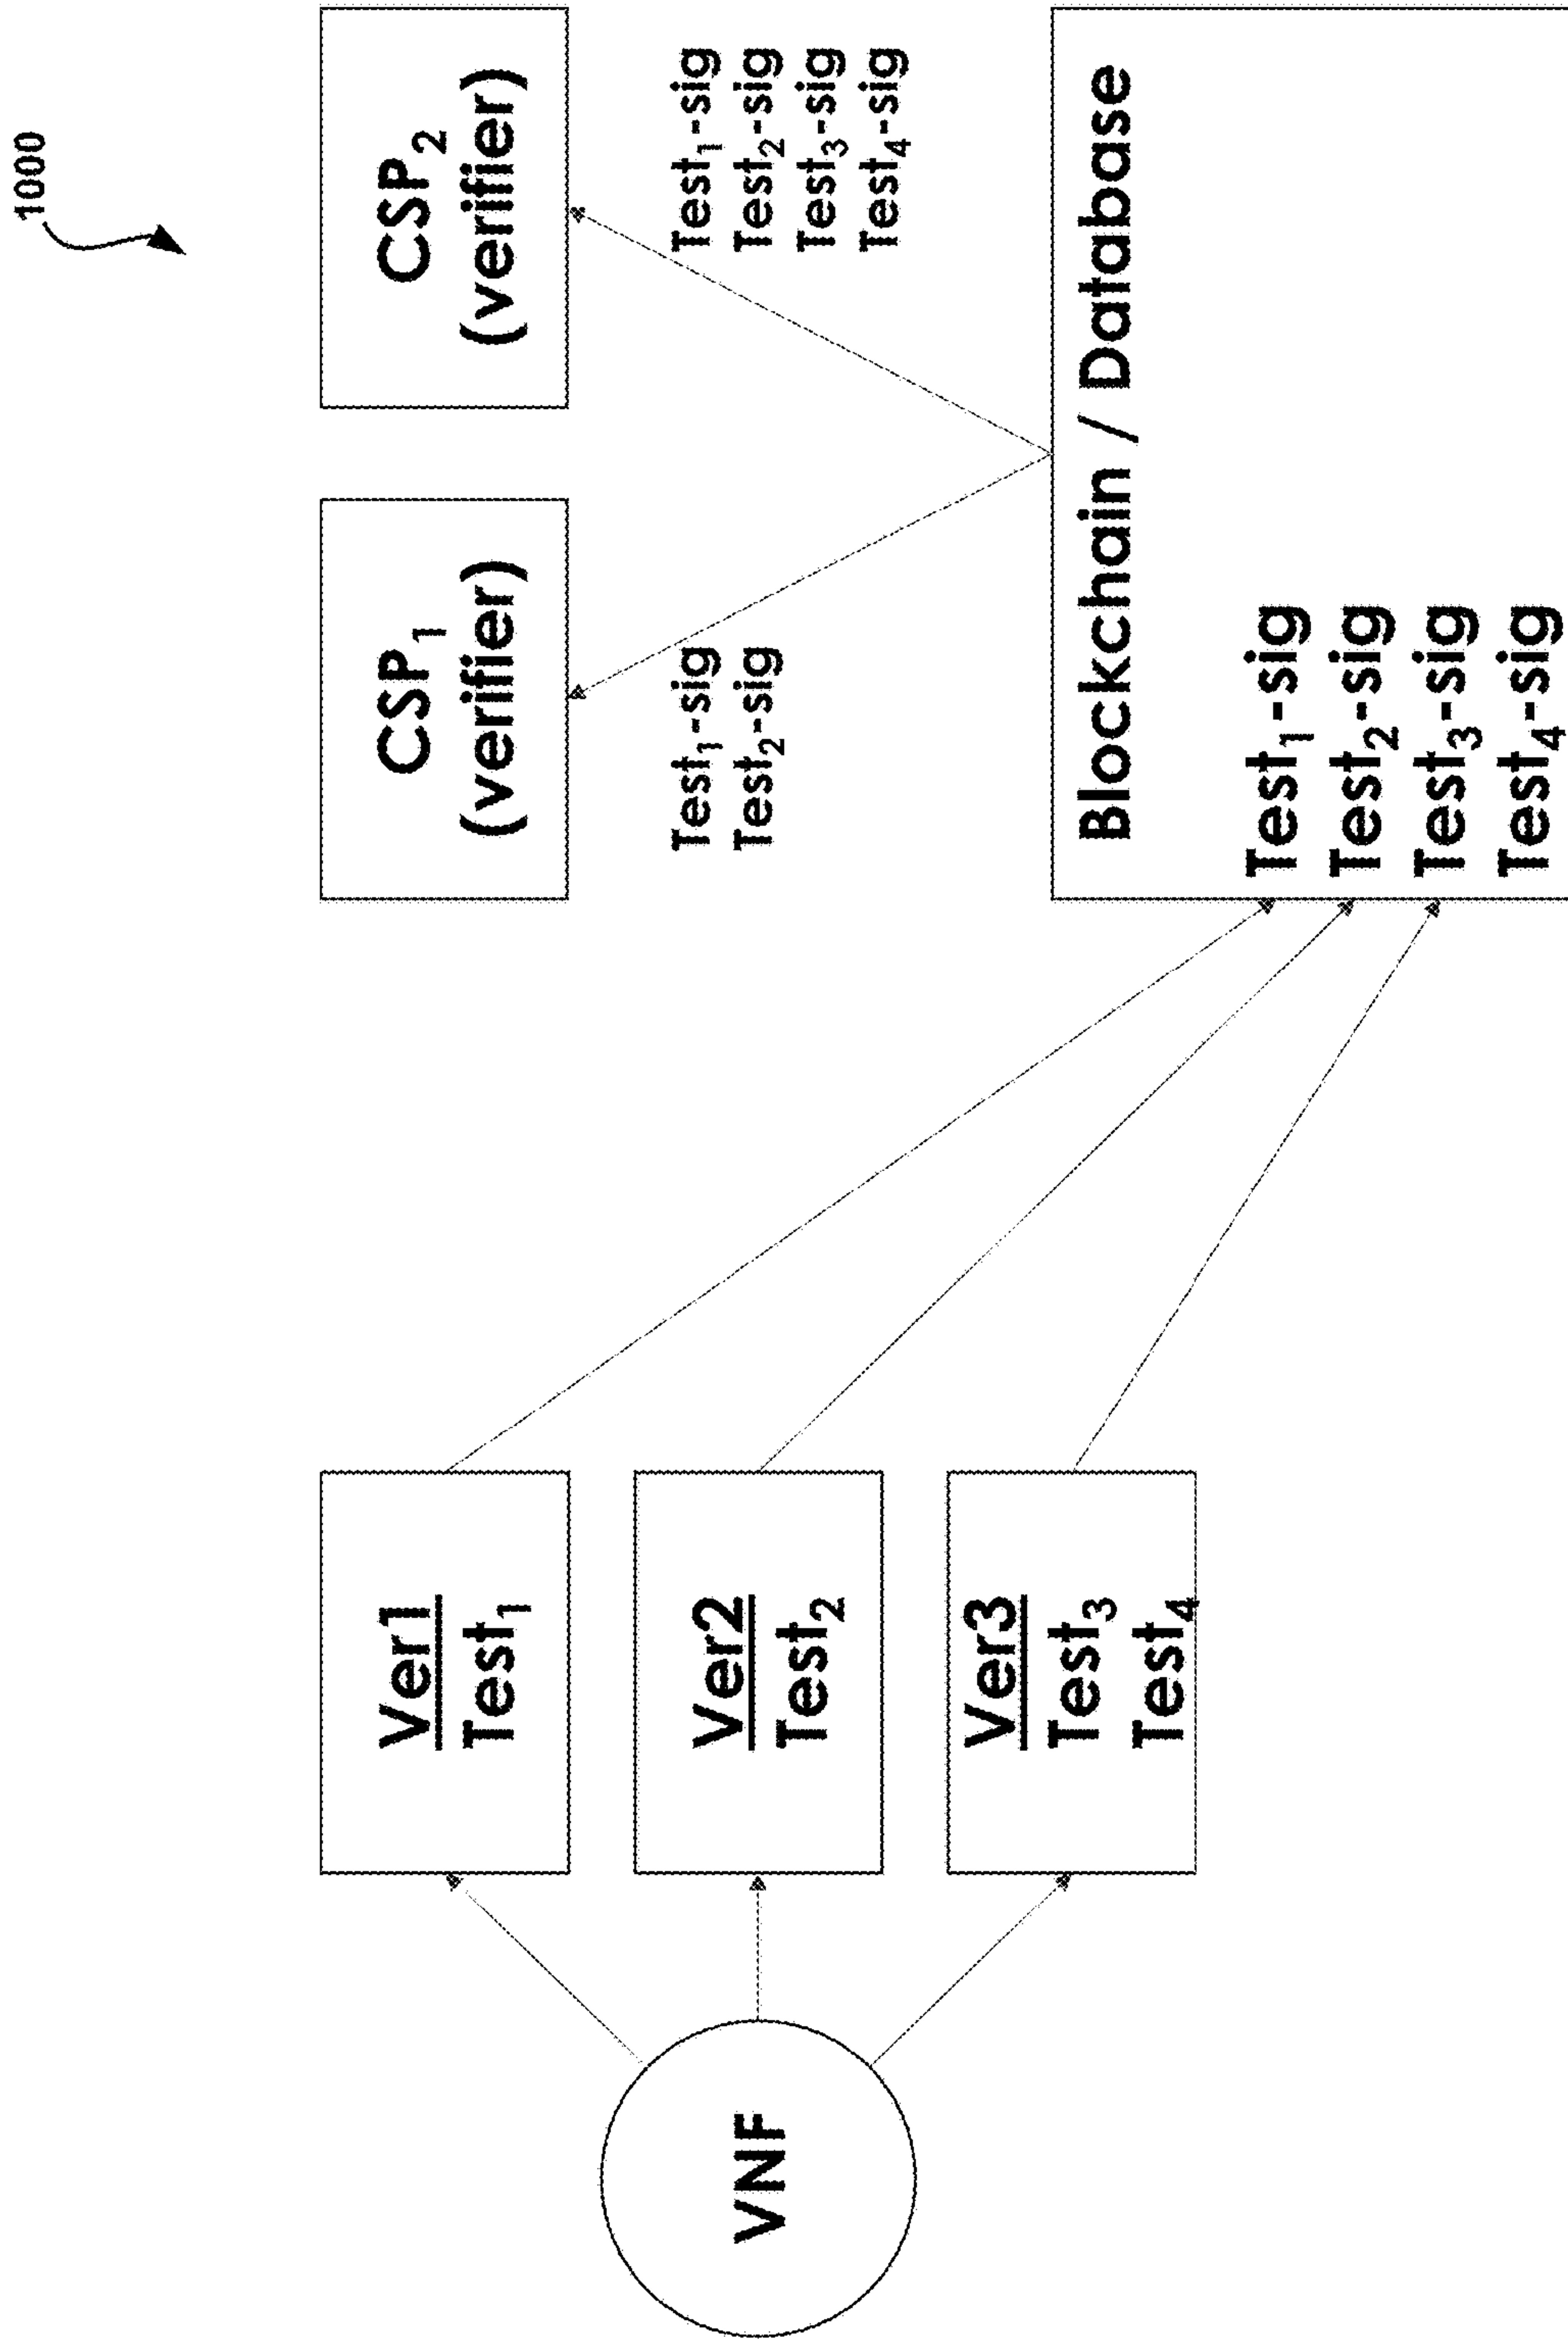 1000
VNF
Ver1
Test₁
Ver2
Test₂
Ver3
Test₃
Test₄
CSP₁
(verifier)
CSP₂
(verifier)
Test₁-sig
Test₂-sig
Test₁-sig
Test₂-sig
Test₃-sig
Test₄-sig
Blockchain / Database
Test₁-sig
Test₂-sig
Test₃-sig
Test₄-sig